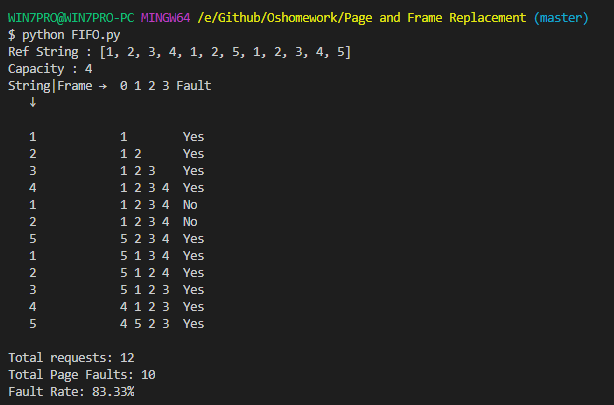 WIN7PRO@WIN7PRO-PC MINGW64 /e/Github/Oshomework/Page and Frame Replacement (master)
$ python FIFO.py
Ref String : [1, 2, 3, 4, 1, 2, 5, 1, 2, 3, 4, 5]
Capacity : 4
String|Frame → 0 1 2 3 Fault
↓
1 1 Yes
2 1 2 Yes
3 1 2 3 Yes
4 1 2 3 4 Yes
1 1 2 3 4 No
2 1 2 3 4 No
5 5 2 3 4 Yes
1 5 1 3 4 Yes
2 5 1 2 4 Yes
3 5 1 2 3 Yes
4 4 1 2 3 Yes
5 4 5 2 3 Yes
Total requests: 12
Total Page Faults: 10
Fault Rate: 83.33%